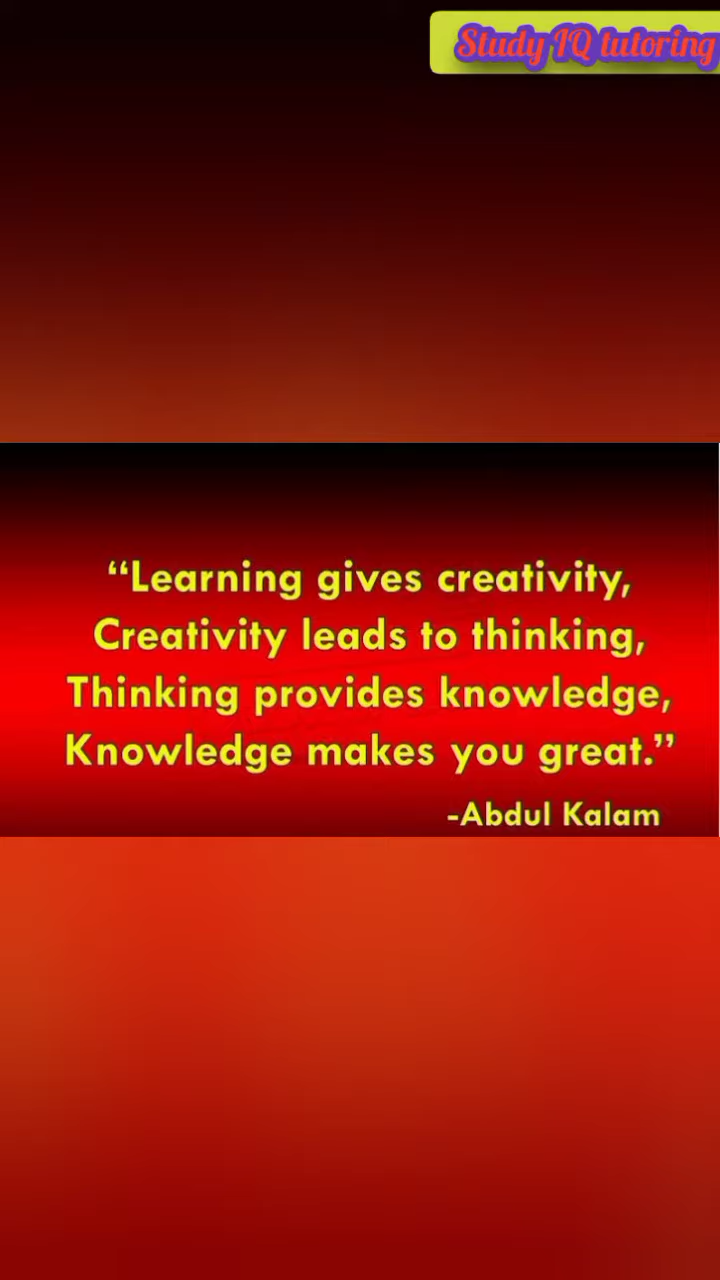 Study IQ tutoring
“Learning gives creativity,
Creativity leads to thinking,
Thinking provides knowledge,
Knowledge makes you great.”
-Abdul Kalam